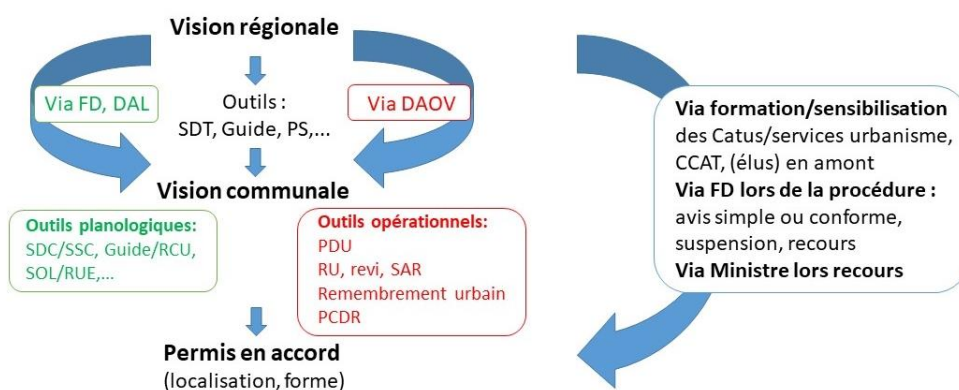 Vision régionale
Via FD, DAL
Outils :
SDT, Guide, PS,...
Via DAOV
Vision communale
Outils planologiques:
SDC/SSC, Guide/RCU,
SOL/RUE,...
Outils opérationnels:
PDU
RU, revi, SAR
Remembrement urbain
PCDR
Permis en accord
(localisation, forme)
Via formation/sensibilisation
des Catus/services urbanisme,
CCAT, (élus) en amont
Via FD lors de la procédure :
avis simple ou conforme,
suspension, recours
Via Ministre lors recours